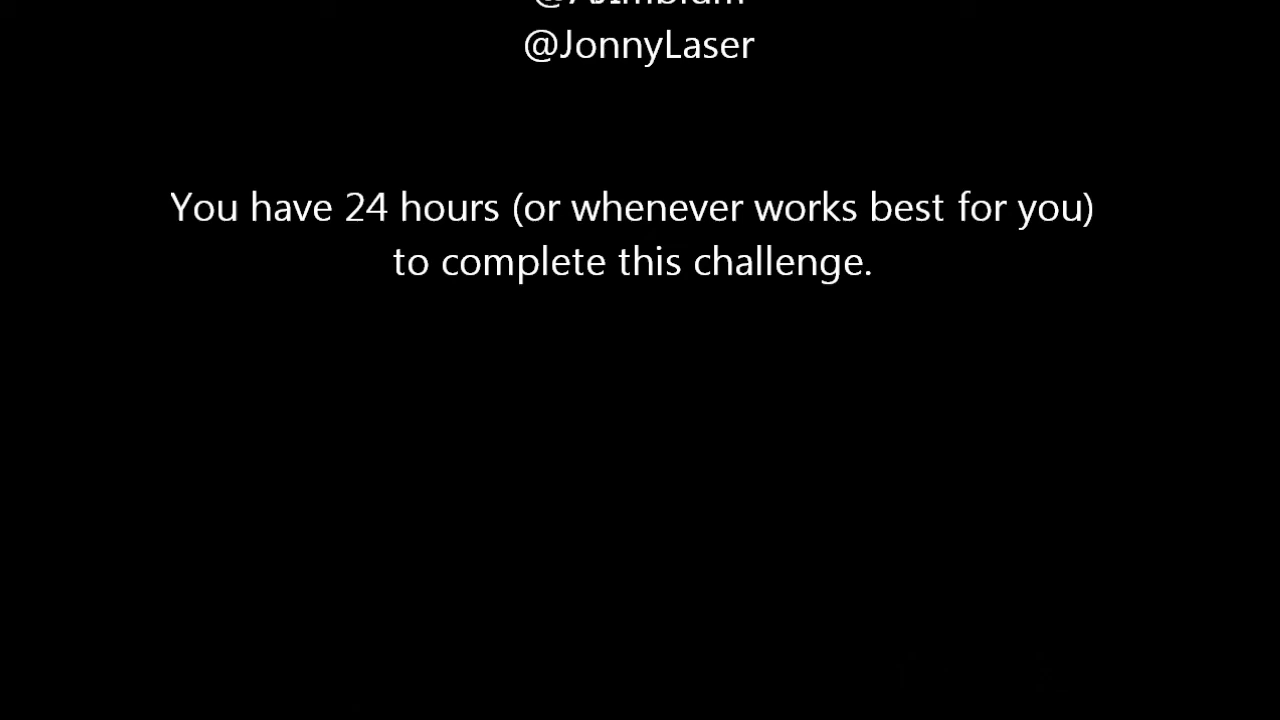 @JonnyLaser
You have 24 hours (or whenever works best for you)
to complete this challenge.